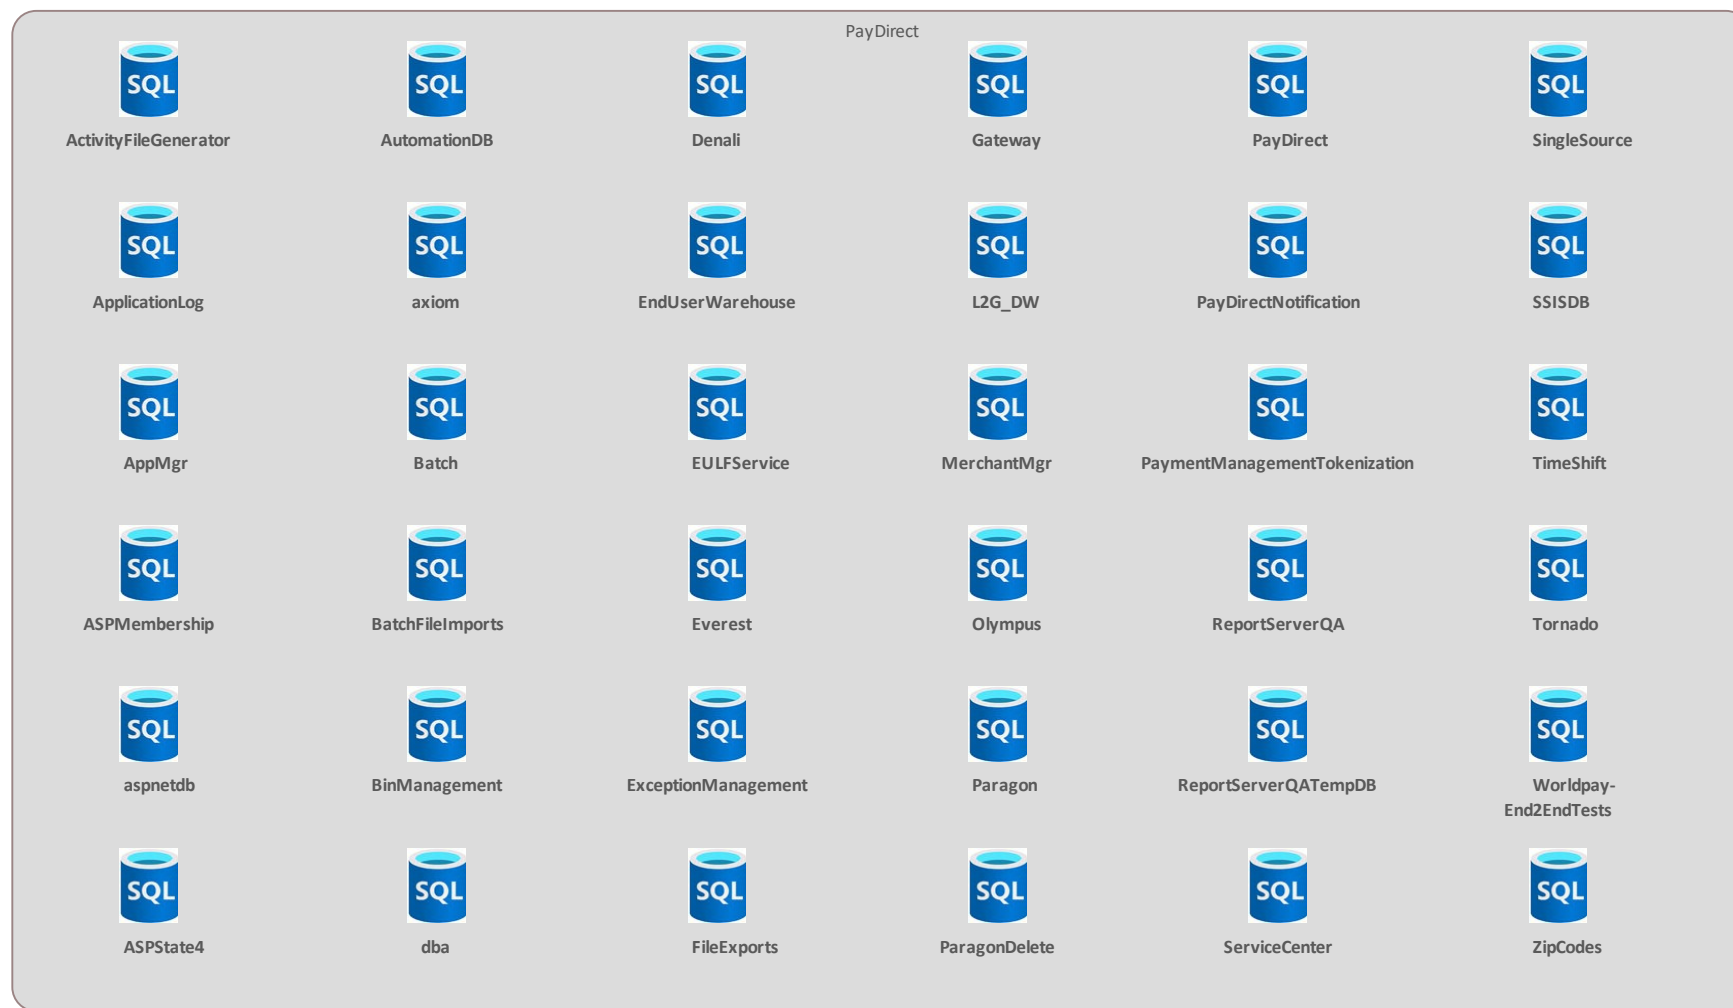 PayDirect
SQL SQL SQL SQL SQL SQL
ActivityFileGenerator AutomationDB Denali Gateway PayDirect SingleSource
SQL SQL SQL SQL SQL SQL
ApplicationLog axiom EndUserWarehouse L2G_DW PayDirectNotification SSISDB
SQL SQL SQL SQL SQL SQL
AppMgr Batch EULFService MerchantMgr PaymentManagementTokenization TimeShift
SQL SQL SQL SQL SQL SQL
ASPMembership BatchFileImports Everest Olympus ReportServerQA Tornado
SQL SQL SQL SQL SQL SQL
aspnetdb BinManagement ExceptionManagement Paragon ReportServerQATempDB Worldpay-
End2EndTests
SQL SQL SQL SQL SQL SQL
ASPState4 dba FileExports ParagonDelete ServiceCenter ZipCodes